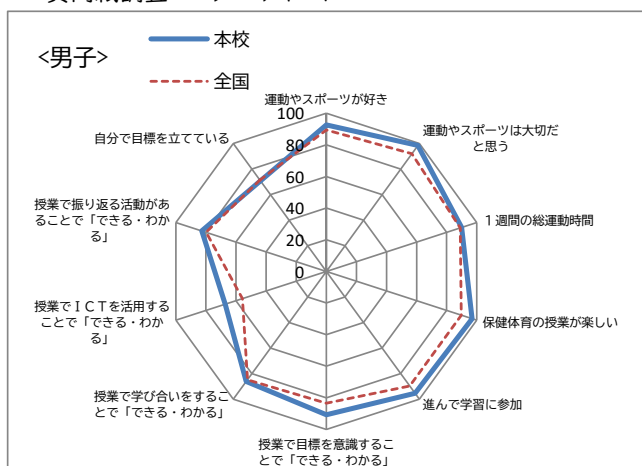 <男子>
本校
全国
運動やスポーツが好き
運動やスポーツは大切だ
と思う
１週間の総運動時間
保健体育の授業が楽しい
進んで学習に参加
授業で目標を意識するこ
とで「できる・わかる」
授業で学び合いをするこ
とで「できる・わかる」
授業でＩＣＴを活用する
ことで「できる・わか
る」
授業で振り返る活動があ
ることで「できる・わか
る」
自分で目標を立てている
100
80
60
40
20
0